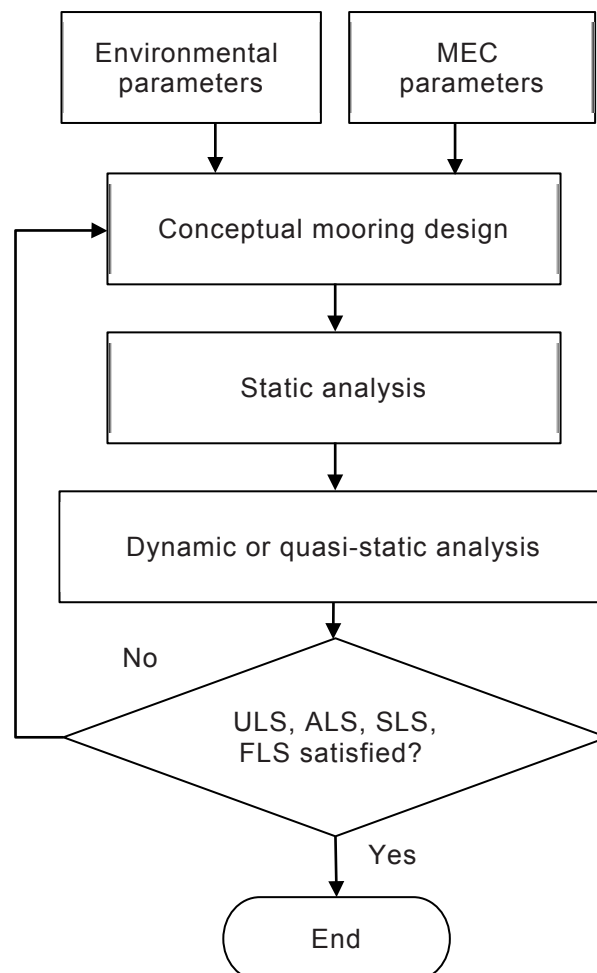 Environmental
parameters
MEC
parameters
Conceptual mooring design
Static analysis
Dynamic or quasi-static analysis
No
ULS, ALS, SLS,
FLS satisfied?
Yes
End